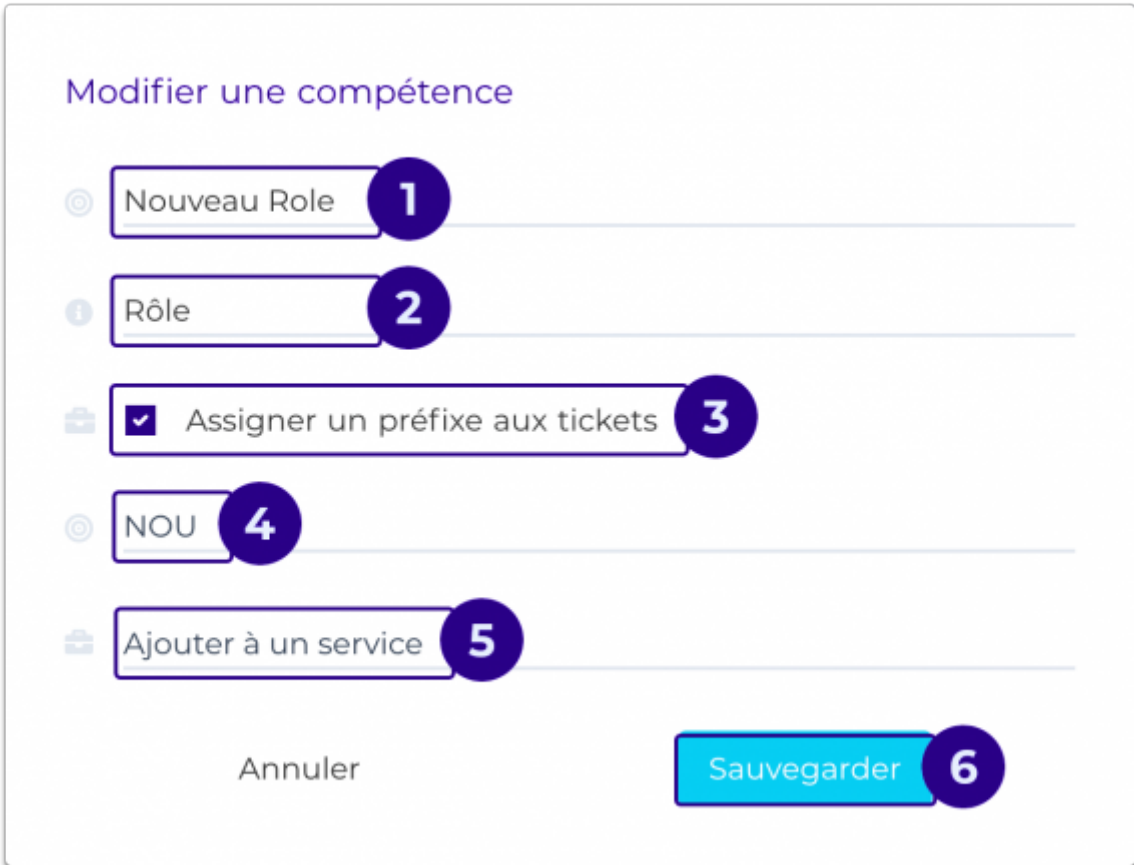 Modifier une compétence
Nouveau Role 1
Rôle 2
Assigner un préfixe aux tickets 3
NOU 4
Ajouter à un service 5
Annuler Sauvegarder 6